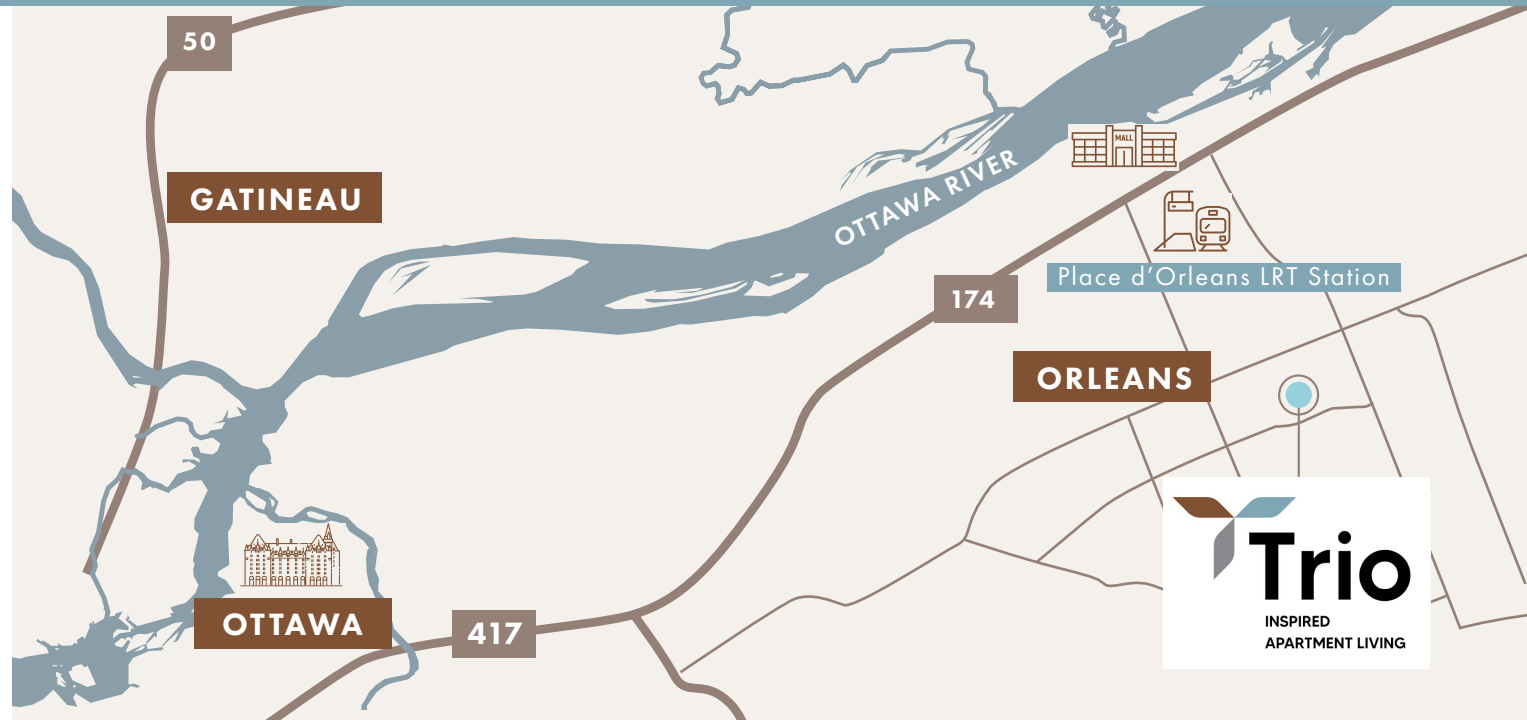 50
MALL
OTTAWA RIVER
GATINEAU
Place d'Orleans LRT Station
174
ORLEANS
Trio
INSPIRED
APARTMENT LIVING
OTTAWA
417